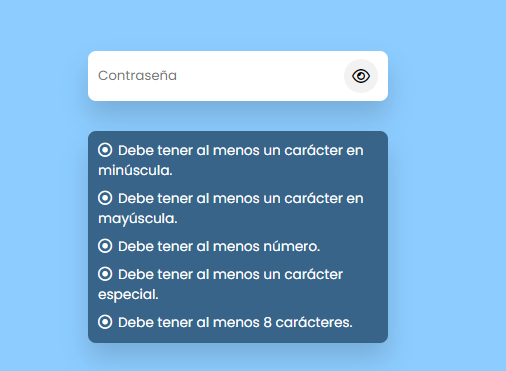 Contraseña
Debe tener al menos un carácter en
minúscula.
Debe tener al menos un carácter en
mayúscula.
Debe tener al menos número.
Debe tener al menos un carácter
especial.
Debe tener al menos 8 carácteres.